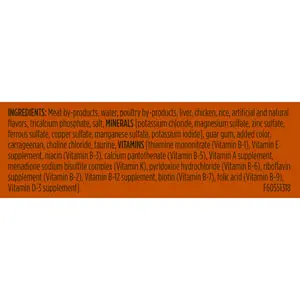 INGREDIENTS: Meat by-products, water, poultry by-products, liver, chicken, rice, artificial and natural
flavors, tricalcium phosphate, salt, MINERALS [potassium chloride, magnesium sulfate, zinc sulfate,
ferrous sulfate, copper sulfate, manganese sulfate, potassium iodide], guar gum, added color,
carrageenan, choline chloride, taurine, VITAMINS [thiamine mononitrate (Vitamin B-1), Vitamin E
supplement, niacin (Vitamin B-3), calcium pantothenate (Vitamin B-5), Vitamin A supplement,
menadione sodium bisulfite complex (Vitamin K), pyridoxine hydrochloride (Vitamin B-6), riboflavin
supplement (Vitamin B-2), Vitamin B-12 supplement, biotin (Vitamin B-7), folic acid (Vitamin B-9),
Vitamin D-3 supplement].
F6055131B